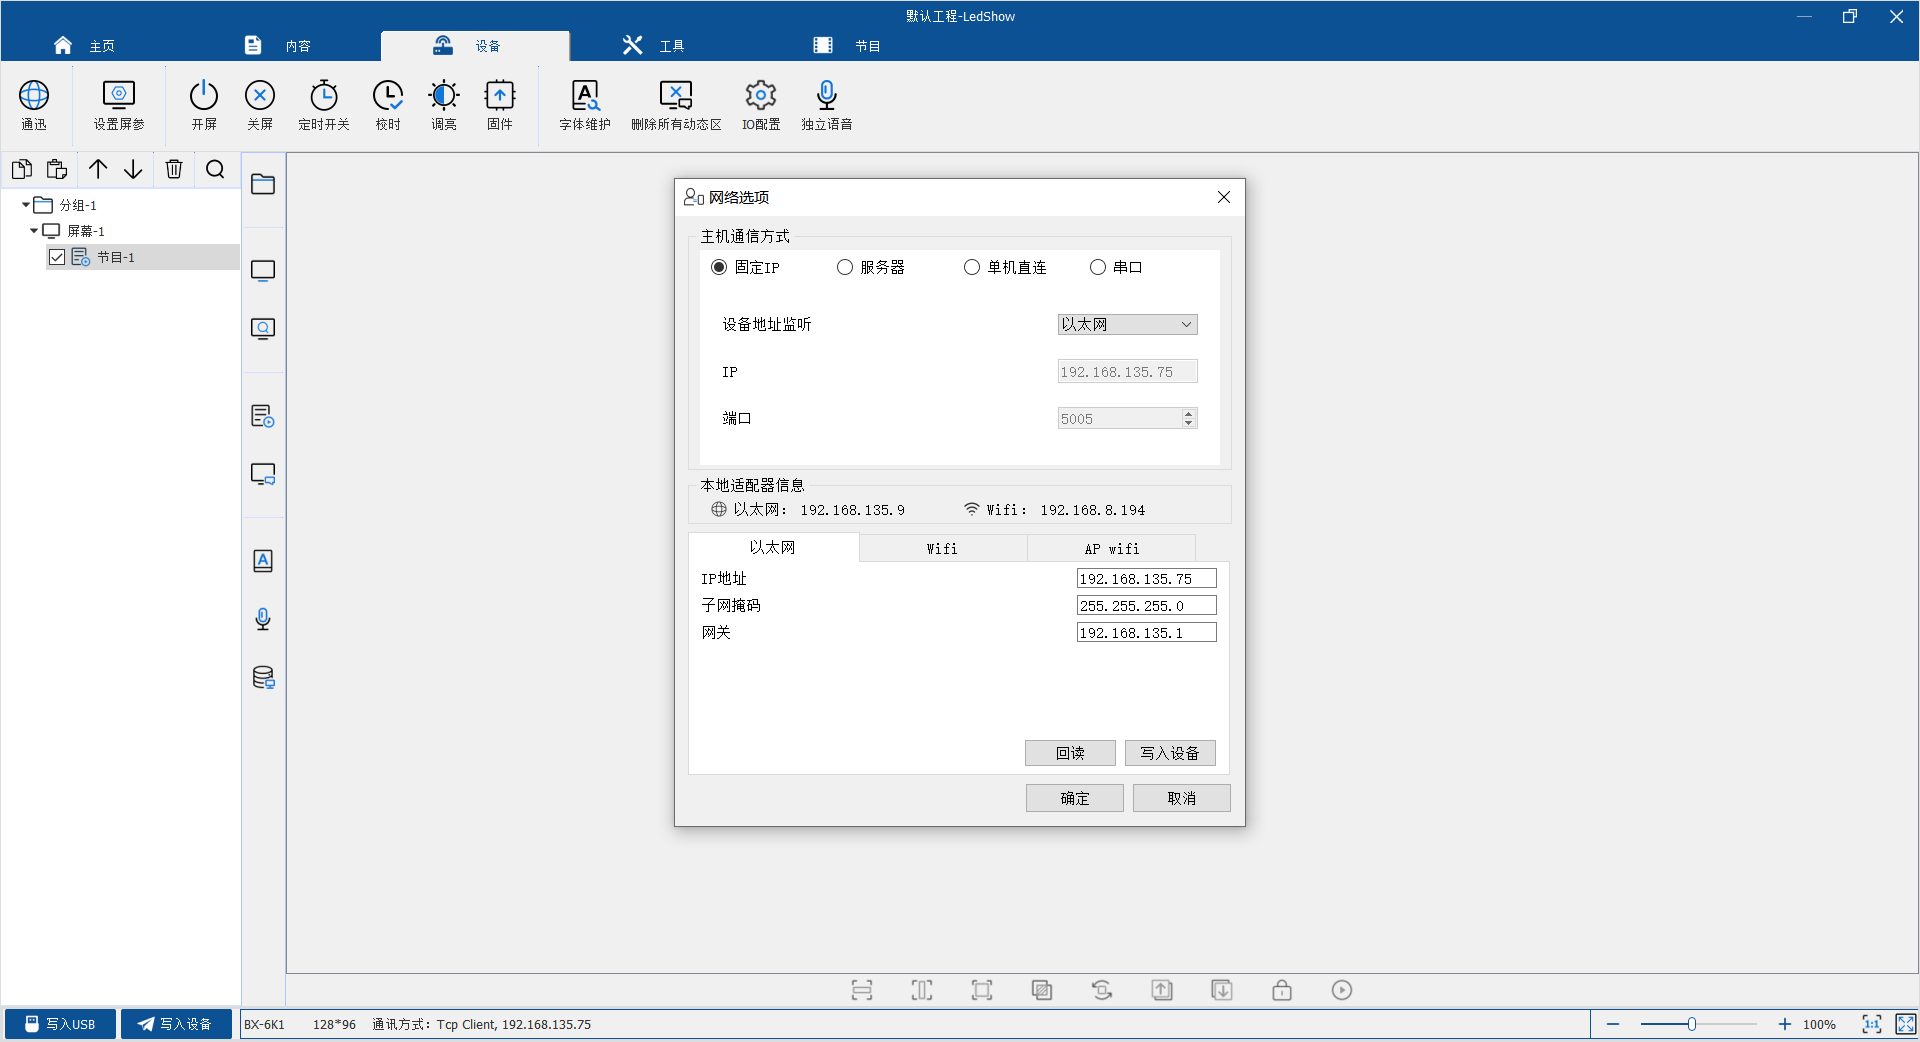 默认工程-LedShow
主页
内容
设备
工具
节目
通迅
设置屏参
开屏
关屏
定时开关
校时
调亮
固件
字体维护
删除所有动态区
IO配置
独立语音
分组-1
屏幕-1
节目-1
网络选项
主机通信方式
固定IP
服务器
单机直连
串口
设备地址监听
以太网
IP
192.168.135.75
端口
5005
本地适配器信息
以太网: 192.168.135.9
Wifi: 192.168.8.194
以太网
Wifi
AP wifi
IP地址
192.168.135.75
子网掩码
255.255.255.0
网关
192.168.135.1
回读
写入设备
确定
取消
写入USB
写入设备
BX-6K1
128*96
通讯方式: Tcp Client, 192.168.135.75
100%
1:1